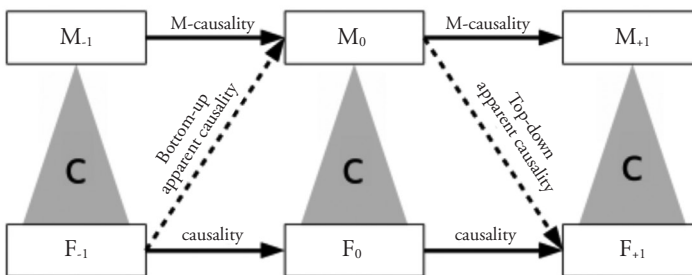 M-1 M-causality M0 M-causality M+1
Bottom-up
apparent causality
Top-down
apparent causality
C C C
F-1 causality F0 causality F+1